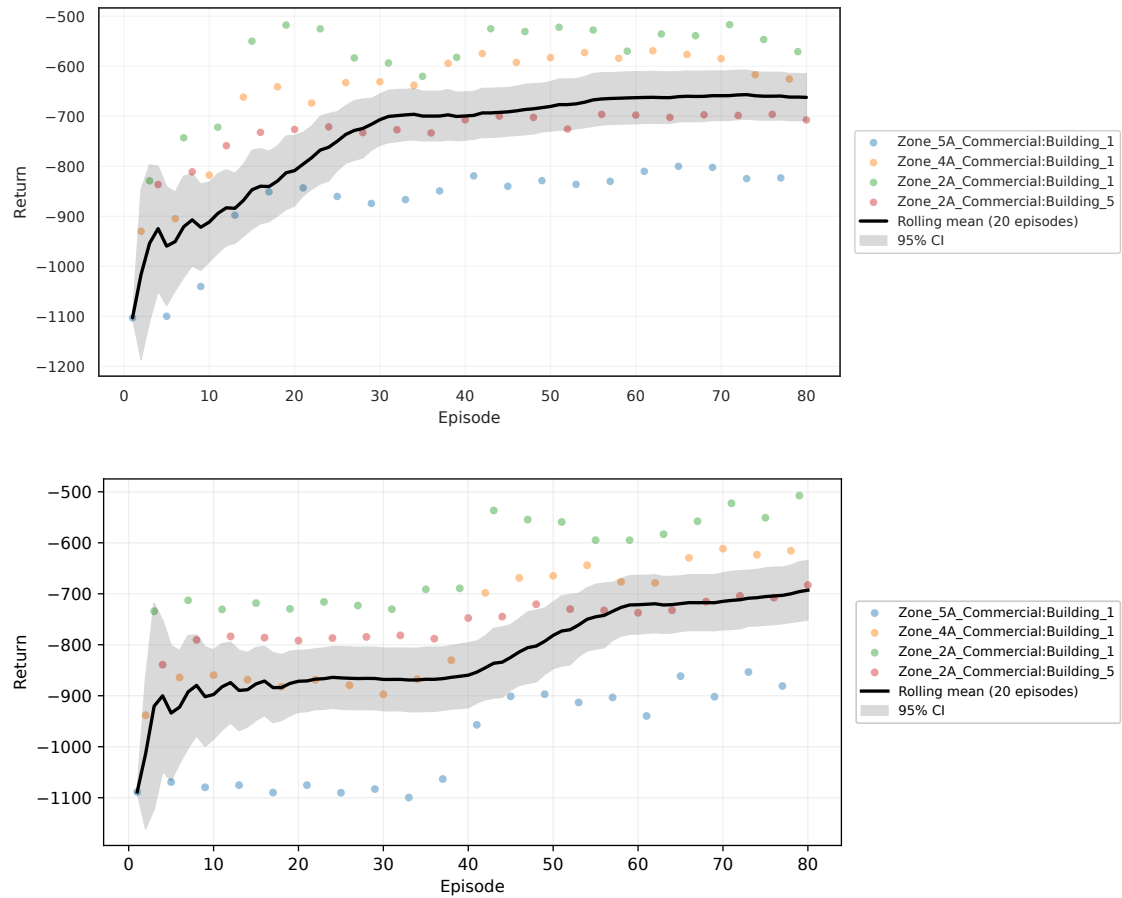 −500
−600
−700
−800
−900
−1000
−1100
−1200
Return
0 10 20 30 40 50 60 70 80
Episode
Zone_5A_Commercial:Building_1
Zone_4A_Commercial:Building_1
Zone_2A_Commercial:Building_1
Zone_2A_Commercial:Building_5
Rolling mean (20 episodes)
95% CI
−500
−600
−700
−800
−900
−1000
−1100
Return
0 10 20 30 40 50 60 70 80
Episode
Zone_5A_Commercial:Building_1
Zone_4A_Commercial:Building_1
Zone_2A_Commercial:Building_1
Zone_2A_Commercial:Building_5
Rolling mean (20 episodes)
95% CI